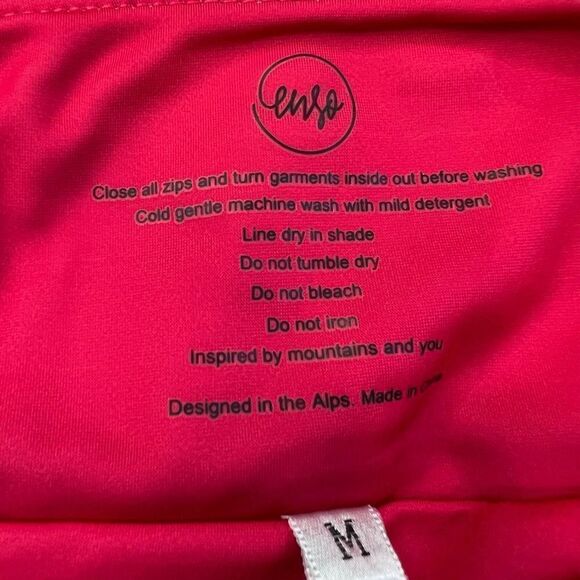 enso
Close all zips and turn garments inside out before washing
Cold gentle machine wash with mild detergent
Line dry in shade
Do not tumble dry
Do not bleach
Do not iron
Inspired by mountains and you
Designed in the Alps. Made in China
M